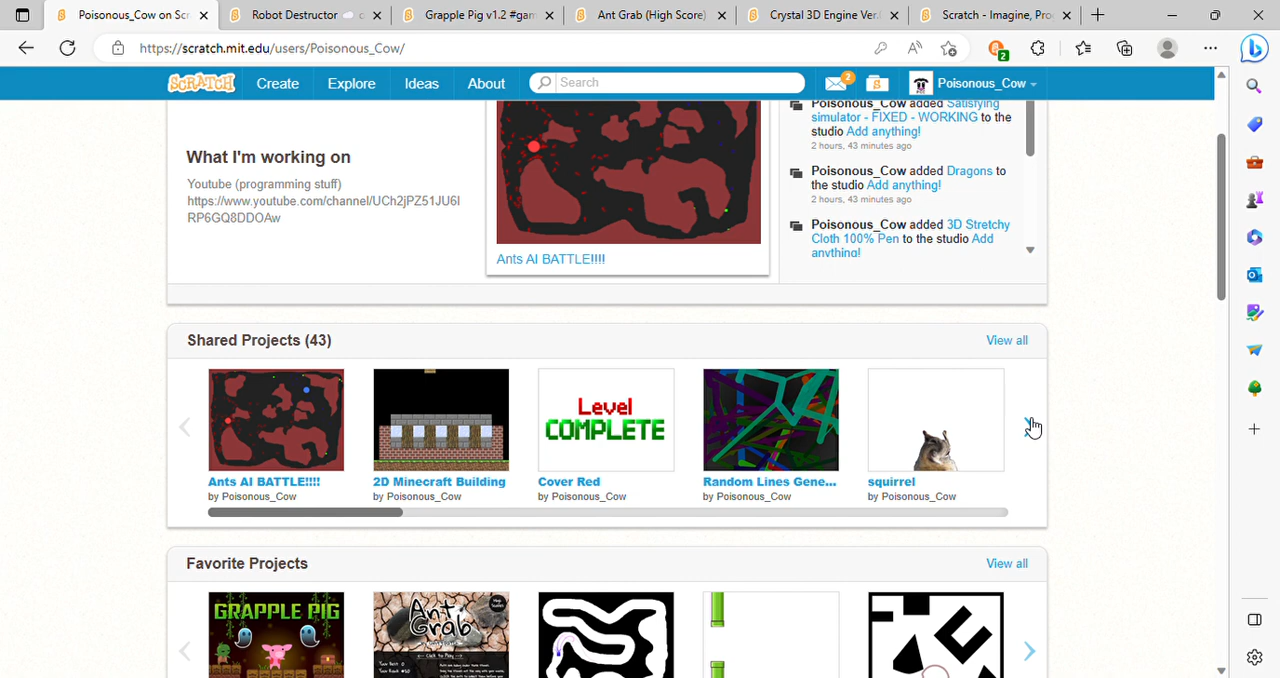 Poisonous_Cow on Scr
Robot Destructor
Grapple Pig v1.2 #gam
Ant Grab (High Score)
Crystal 3D Engine Ver.
Scratch - Imagine, Pro
https://scratch.mit.edu/users/Poisonous_Cow/
2
SCRATCH
Create
Explore
Ideas
About
Search
2
Poisonous_Cow
What I'm working on
Youtube (programming stuff)
https://www.youtube.com/channel/UCh2jPZ51JU6I
RP6GQ8DDOAw
Ants AI BATTLE!!!!
Poisonous_Cow added Satisfying
simulator - FIXED - WORKING to the
studio Add anything!
2 hours, 43 minutes ago
Poisonous_Cow added Dragons to
the studio Add anything!
2 hours, 43 minutes ago
Poisonous_Cow added 3D Stretchy
Cloth 100% Pen to the studio Add
anything!
Shared Projects (43)
View all
Level
COMPLETE
Ants AI BATTLE!!!!
by Poisonous_Cow
2D Minecraft Building
by Poisonous_Cow
Cover Red
by Poisonous_Cow
Random Lines Gene...
by Poisonous_Cow
squirrel
by Poisonous_Cow
Favorite Projects
View all
GRAPPLE PIG
Ant
Grab
Click to Play